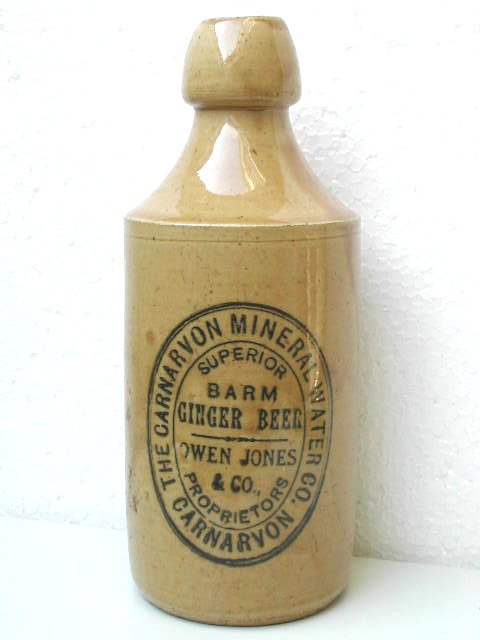 THE CARNARVON MINERAL WATER CO.
CARNARVON.
SUPERIOR
BARM
GINGER BEER
OWEN JONES
& CO.,
PROPRIETORS